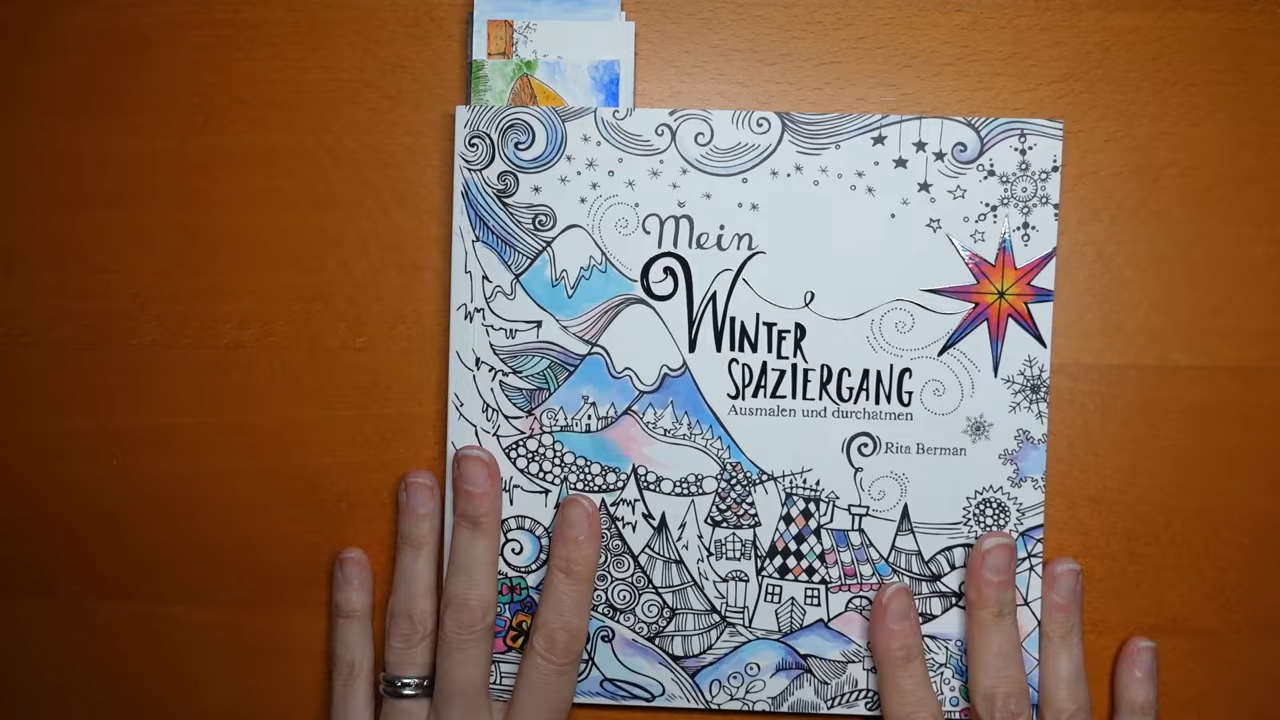 Mein
WINTER
SPAZIERGANG
Ausmalen und durchatmen
Rita Berman